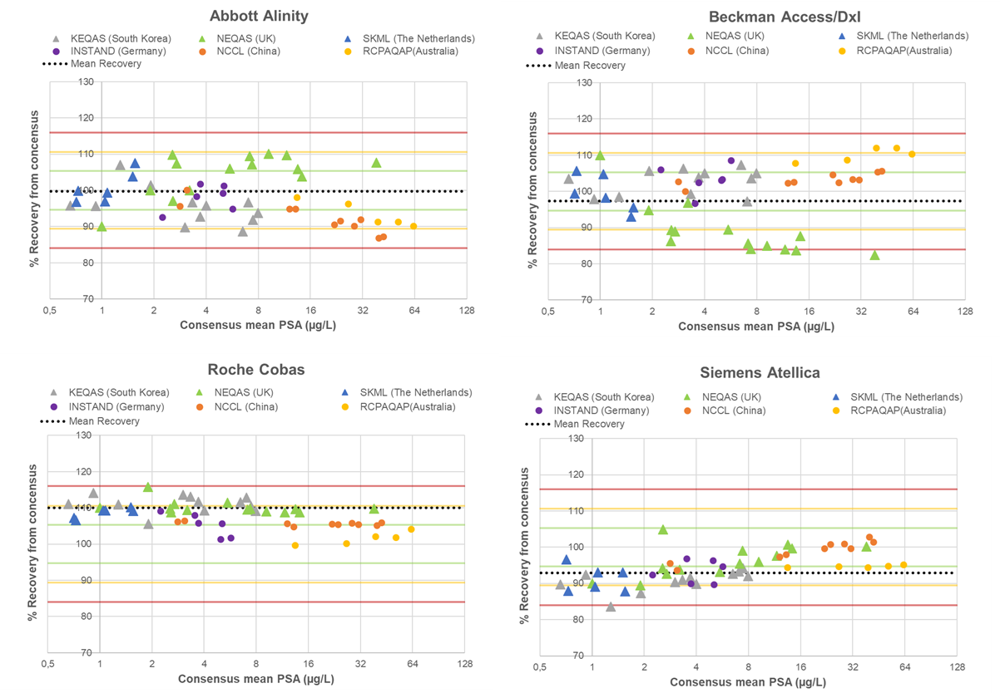 Abbott Alinity
KEQAS (South Korea) NEQAS (UK) SKML (The Netherlands)
INSTAND (Germany) NCCL (China) RCPAQAP(Australia)
Mean Recovery
% Recovery from concensus
130
120
110
100
90
80
70
0,5 1 2 4 8 16 32 64 128
Consensus mean PSA (µg/L)
Beckman Access/DxI
KEQAS (South Korea) NEQAS (UK) SKML (The Netherlands)
INSTAND (Germany) NCCL (China) RCPAQAP(Australia)
Mean Recovery
% Recovery from concensus
130
120
110
100
90
80
70
0,5 1 2 4 8 16 32 64 128
Consensus mean PSA (µg/L)
Roche Cobas
KEQAS (South Korea) NEQAS (UK) SKML (The Netherlands)
INSTAND (Germany) NCCL (China) RCPAQAP(Australia)
Mean Recovery
% Recovery from concensus
130
120
110
100
90
80
70
0,5 1 2 4 8 16 32 64 128
Consensus mean PSA (µg/L)
Siemens Atellica
KEQAS (South Korea) NEQAS (UK) SKML (The Netherlands)
INSTAND (Germany) NCCL (China) RCPAQAP(Australia)
Mean Recovery
% Recovery from concensus
130
120
110
100
90
80
70
0,5 1 2 4 8 16 32 64 128
Consensus mean PSA (µg/L)